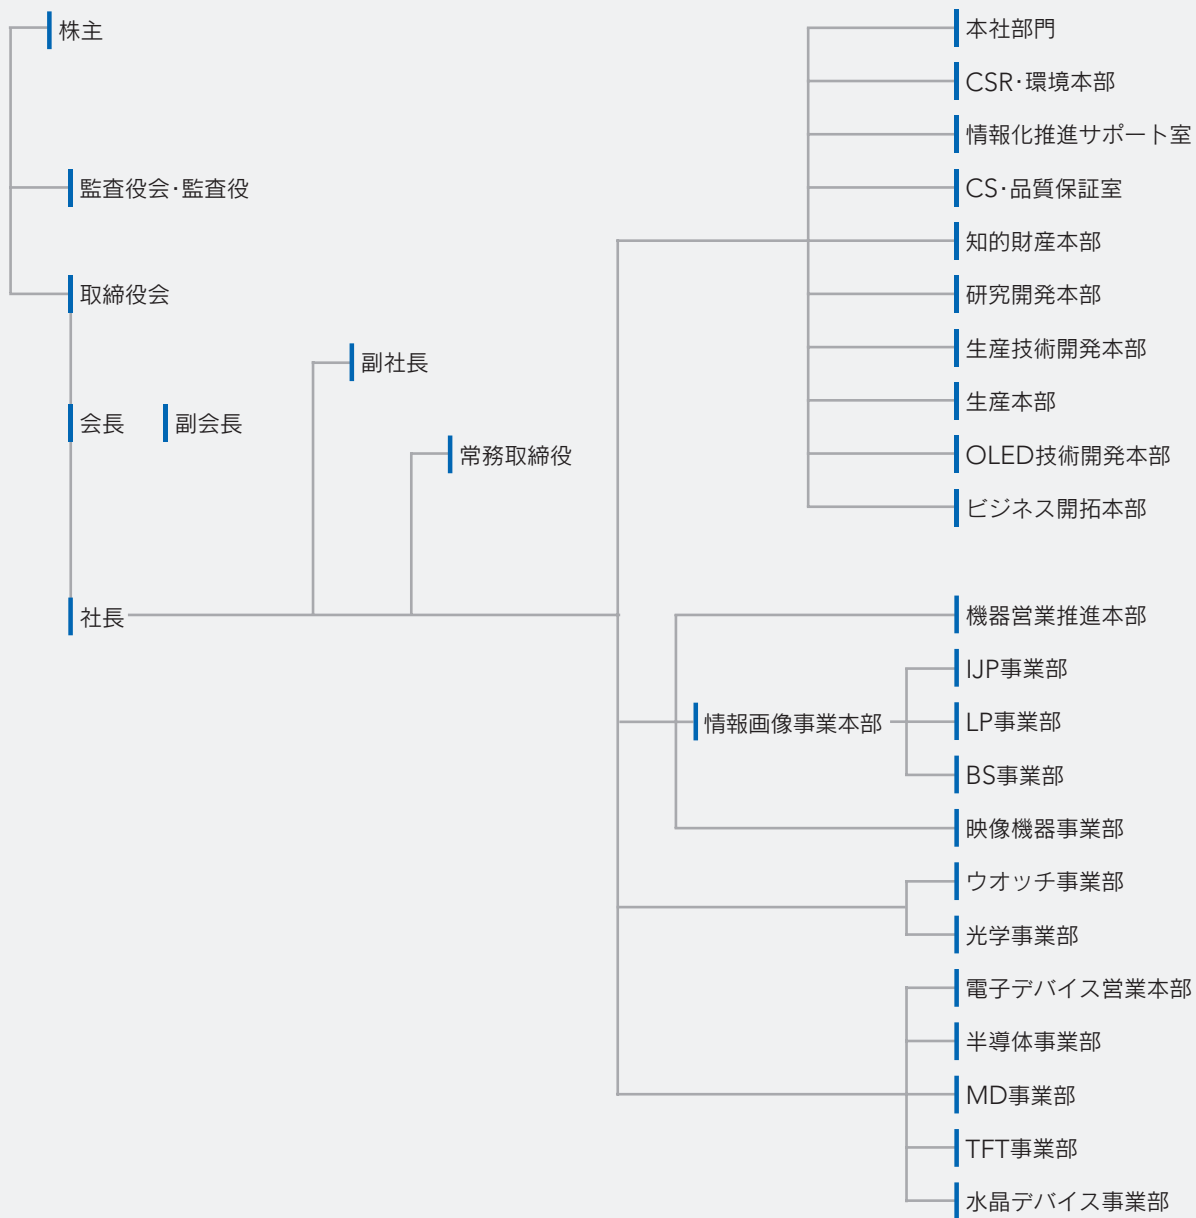 株主
監査役会・監査役
取締役会
副社長
会長
副会長
常務取締役
社長
本社部門
CSR・環境本部
情報化推進サポート室
CS・品質保証室
知的財産本部
研究開発本部
生産技術開発本部
生産本部
OLED技術開発本部
ビジネス開拓本部
機器営業推進本部
情報画像事業本部
IJP事業部
LP事業部
BS事業部
映像機器事業部
ウオッチ事業部
光学事業部
電子デバイス営業本部
半導体事業部
MD事業部
TFT事業部
水晶デバイス事業部